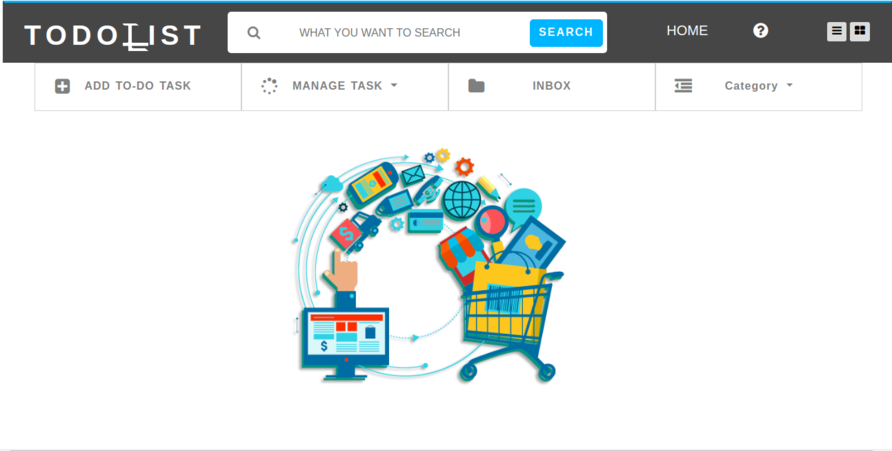 TODOLIST
WHAT YOU WANT TO SEARCH
SEARCH
HOME
ADD TO-DO TASK
MANAGE TASK
INBOX
Category
$
$